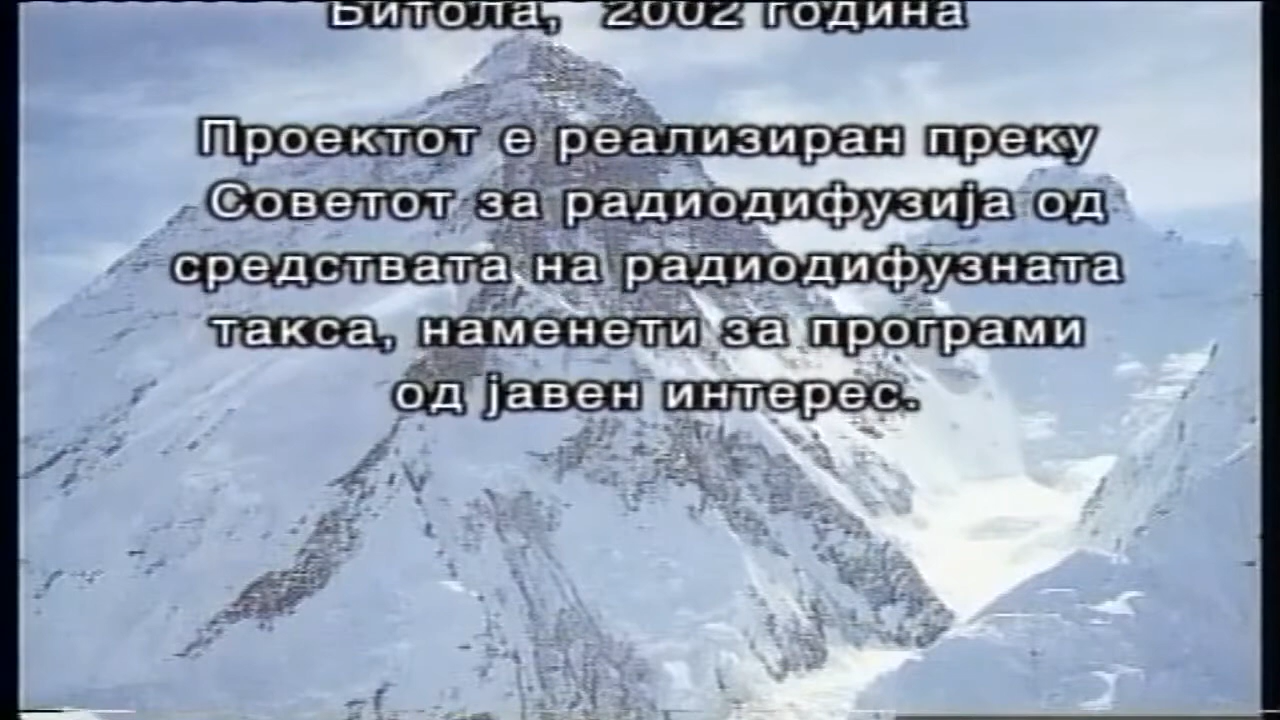 Битола, 2002 година
Проектот е реализиран преку
Советот за радиодифузија од
средствата на радиодифузната
такса, наменети за програми
од јавен интерес.